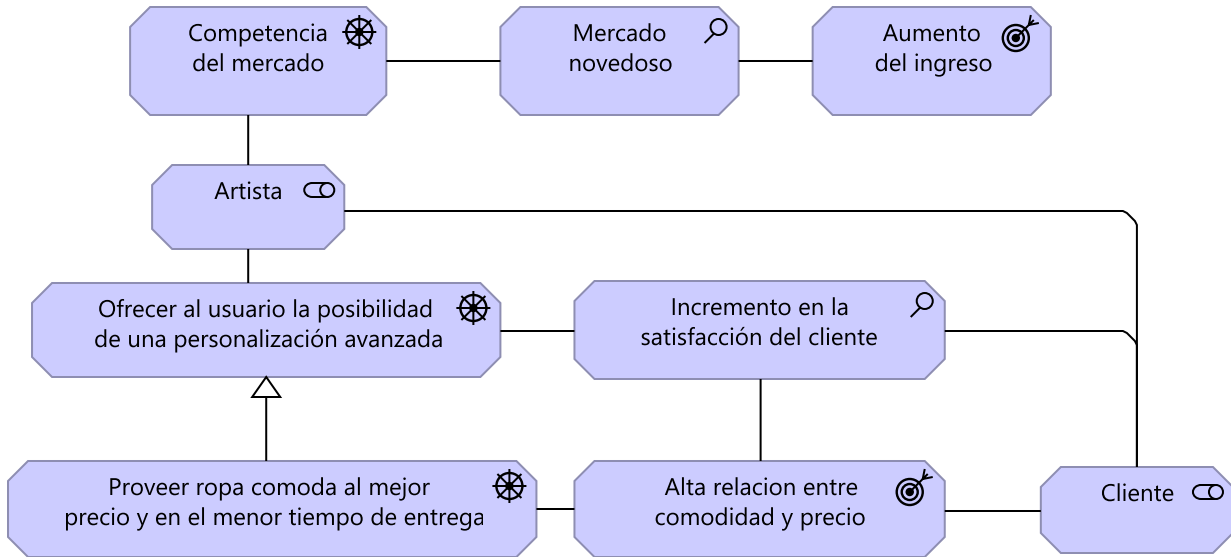 Competencia
del mercado
Mercado
novedoso
Aumento
del ingreso
Artista
Ofrecer al usuario la posibilidad
de una personalización avanzada
Incremento en la
satisfacción del cliente
Proveer ropa comoda al mejor
precio y en el menor tiempo de entrega
Alta relacion entre
comodidad y precio
Cliente